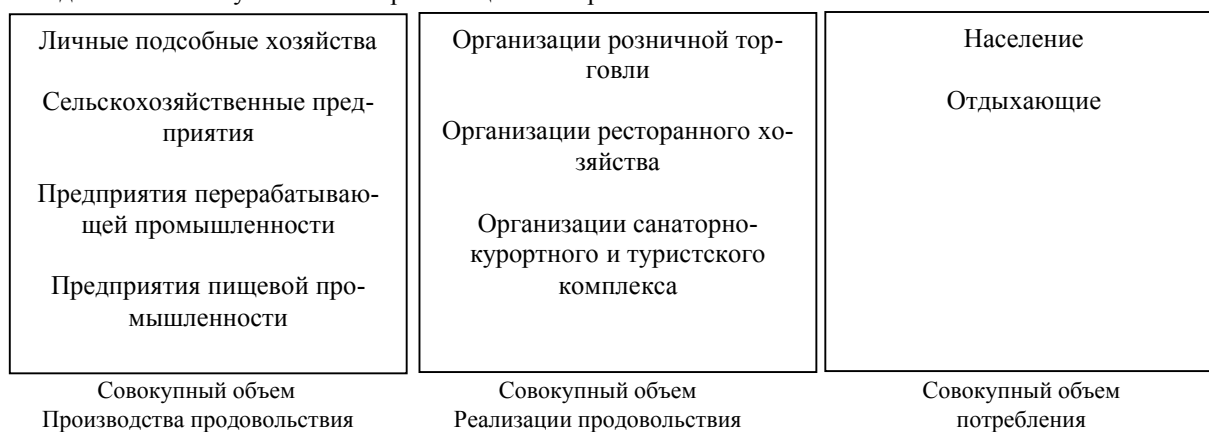 Личные подсобные хозяйства
Сельскохозяйственные пред-
приятия
Предприятия перерабатываю-
щей промышленности
Предприятия пищевой про-
мышленности
Организации розничной тор-
говли
Организации ресторанного хо-
зяйства
Организации санаторно-
курортного и туристского
комплекса
Население
Отдыхающие
Совокупный объем
Производства продовольствия
Совокупный объем
Реализации продовольствия
Совокупный объем
потребления